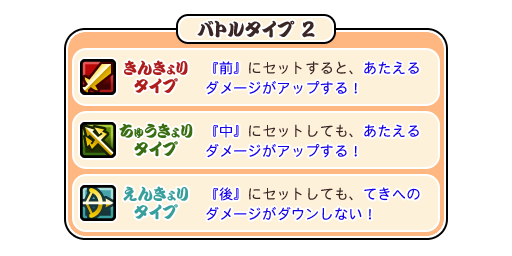 バトルタイプ 2
きんきょり
タイプ
『前』にセットすると、あたえる
ダメージがアップする！
ちゅうきょり
タイプ
『中』にセットしても、あたえる
ダメージがアップする！
えんきょり
タイプ
『後』にセットしても、てきへの
ダメージがダウンしない！